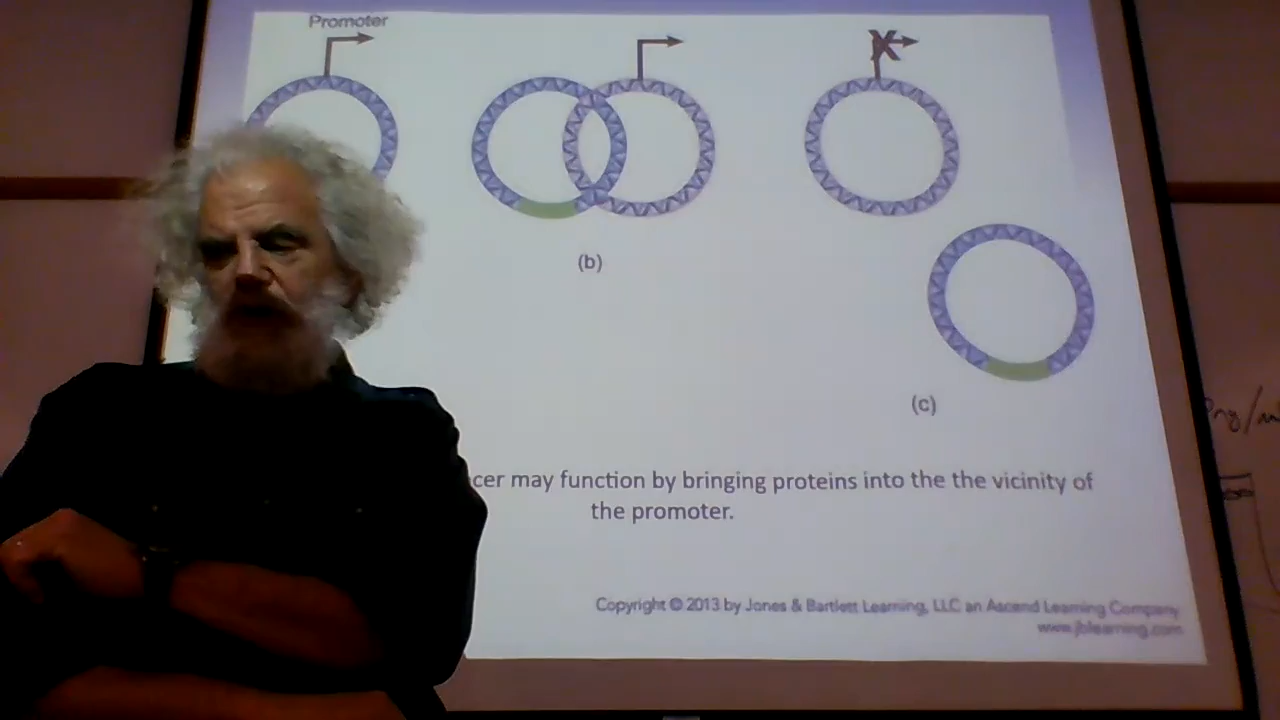 Promoter
(b)
(c)
cer may function by bringing proteins into the the vicinity of
the promoter.
Copyright © 2013 by Jones & Bartlett Learning, LLC an Ascend Learning Company
www.jblearning.com